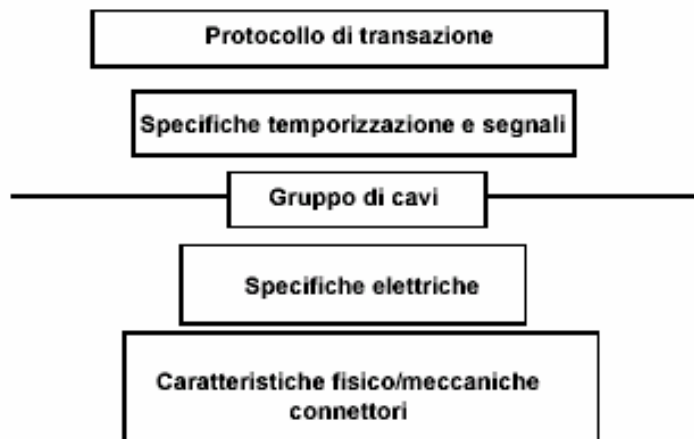 Protocollo di transazione
Specifiche temporizzazione e segnali
Gruppo di cavi
Specifiche elettriche
Caratteristiche fisico/meccaniche
connettori